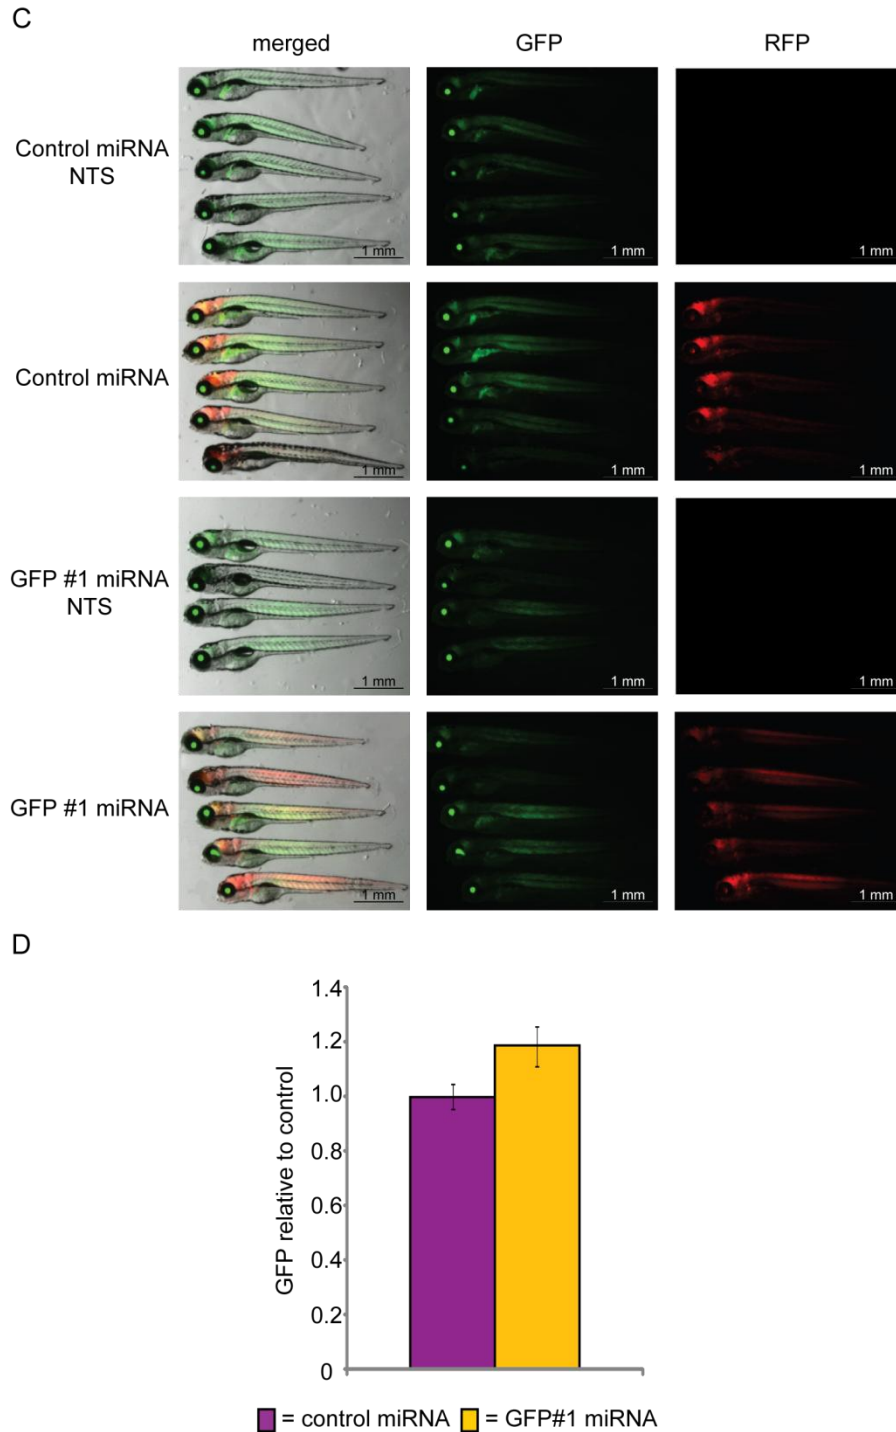 C
merged GFP RFP
Control miRNA
NTS
1 mm 1 mm 1 mm
Control miRNA
1 mm 1 mm 1 mm
GFP #1 miRNA
NTS
1 mm 1 mm 1 mm
GFP #1 miRNA
1 mm 1 mm 1 mm
D
GFP relative to control
1.4
1.2
1.0
0.8
0.6
0.4
0.2
0
= control miRNA = GFP#1 miRNA